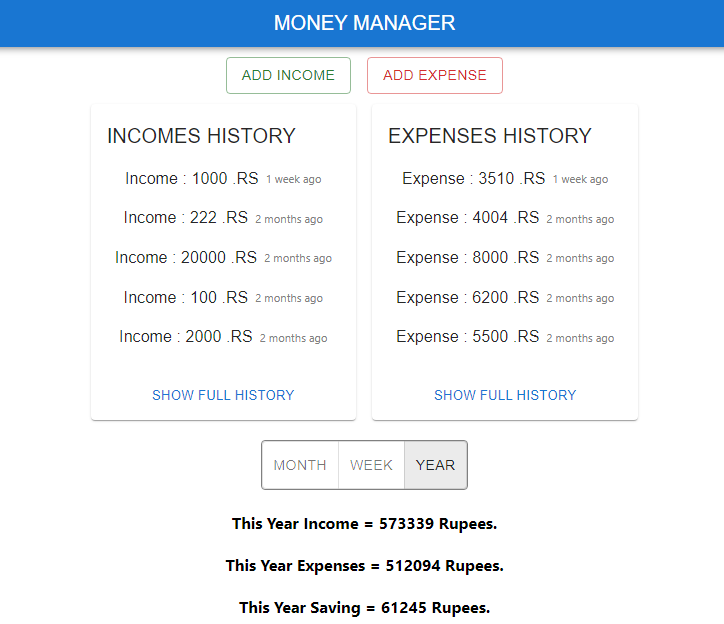 MONEY MANAGER
ADD INCOME
ADD EXPENSE
INCOMES HISTORY
Income : 1000 .RS 1 week ago
Income : 222 .RS 2 months ago
Income : 20000 .RS 2 months ago
Income : 100 .RS 2 months ago
Income : 2000 .RS 2 months ago
SHOW FULL HISTORY
EXPENSES HISTORY
Expense : 3510 .RS 1 week ago
Expense : 4004 .RS 2 months ago
Expense : 8000 .RS 2 months ago
Expense : 6200 .RS 2 months ago
Expense : 5500 .RS 2 months ago
SHOW FULL HISTORY
MONTH WEEK YEAR
This Year Income = 573339 Rupees.
This Year Expenses = 512094 Rupees.
This Year Saving = 61245 Rupees.